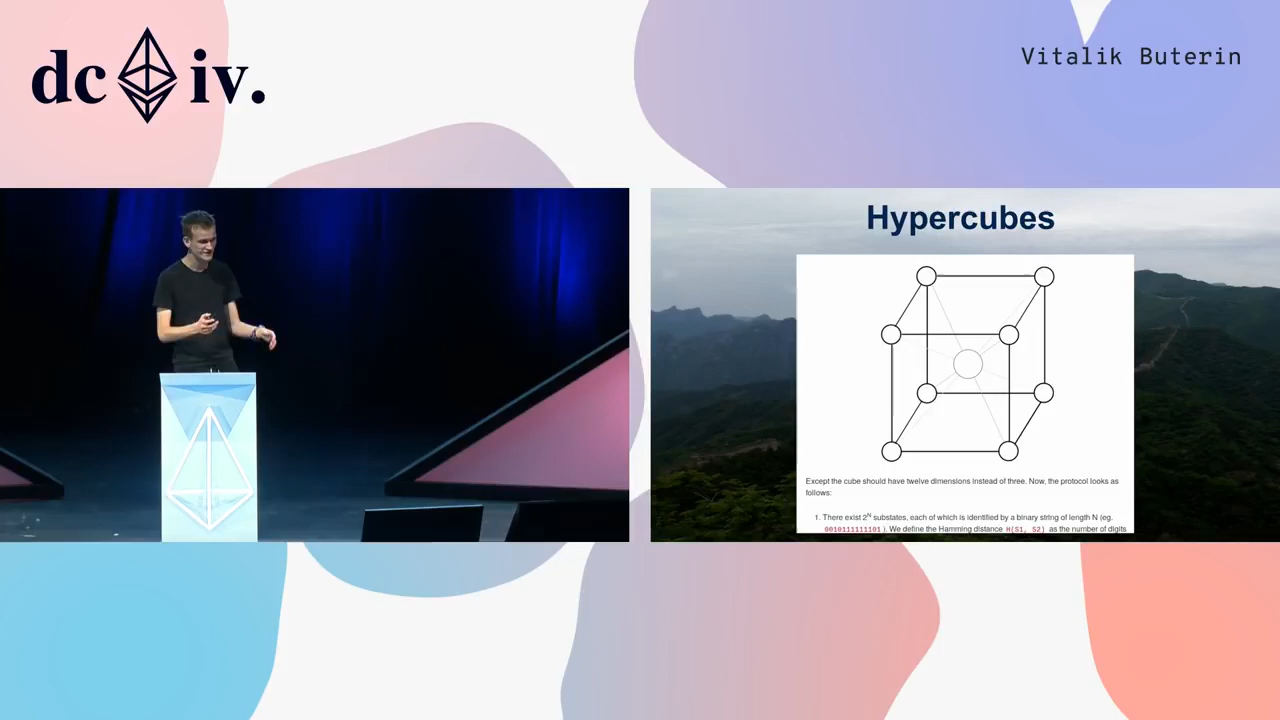 dc iv.
Vitalik Buterin
Hypercubes
Except the cube should have twelve dimensions instead of three. Now, the protocol looks as
follows:
1. There exist 2^N substates, each of which is identified by a binary string of length N (eg.
0010111111101 ). We define the Hamming distance H(S1, S2) as the number of digits